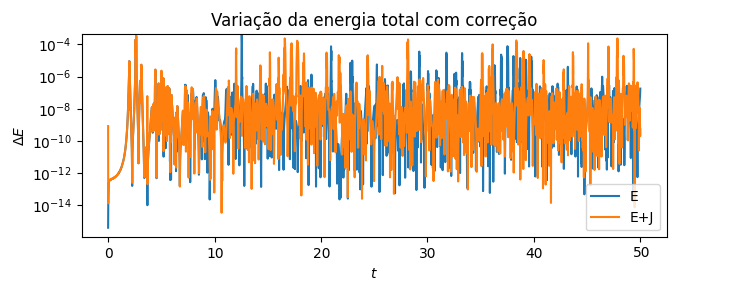 Variação da energia total com correção
10⁻⁴
10⁻⁶
10⁻⁸
10⁻¹⁰
10⁻¹²
10⁻¹⁴
ΔE
0
10
20
30
40
50
t
E
E+J